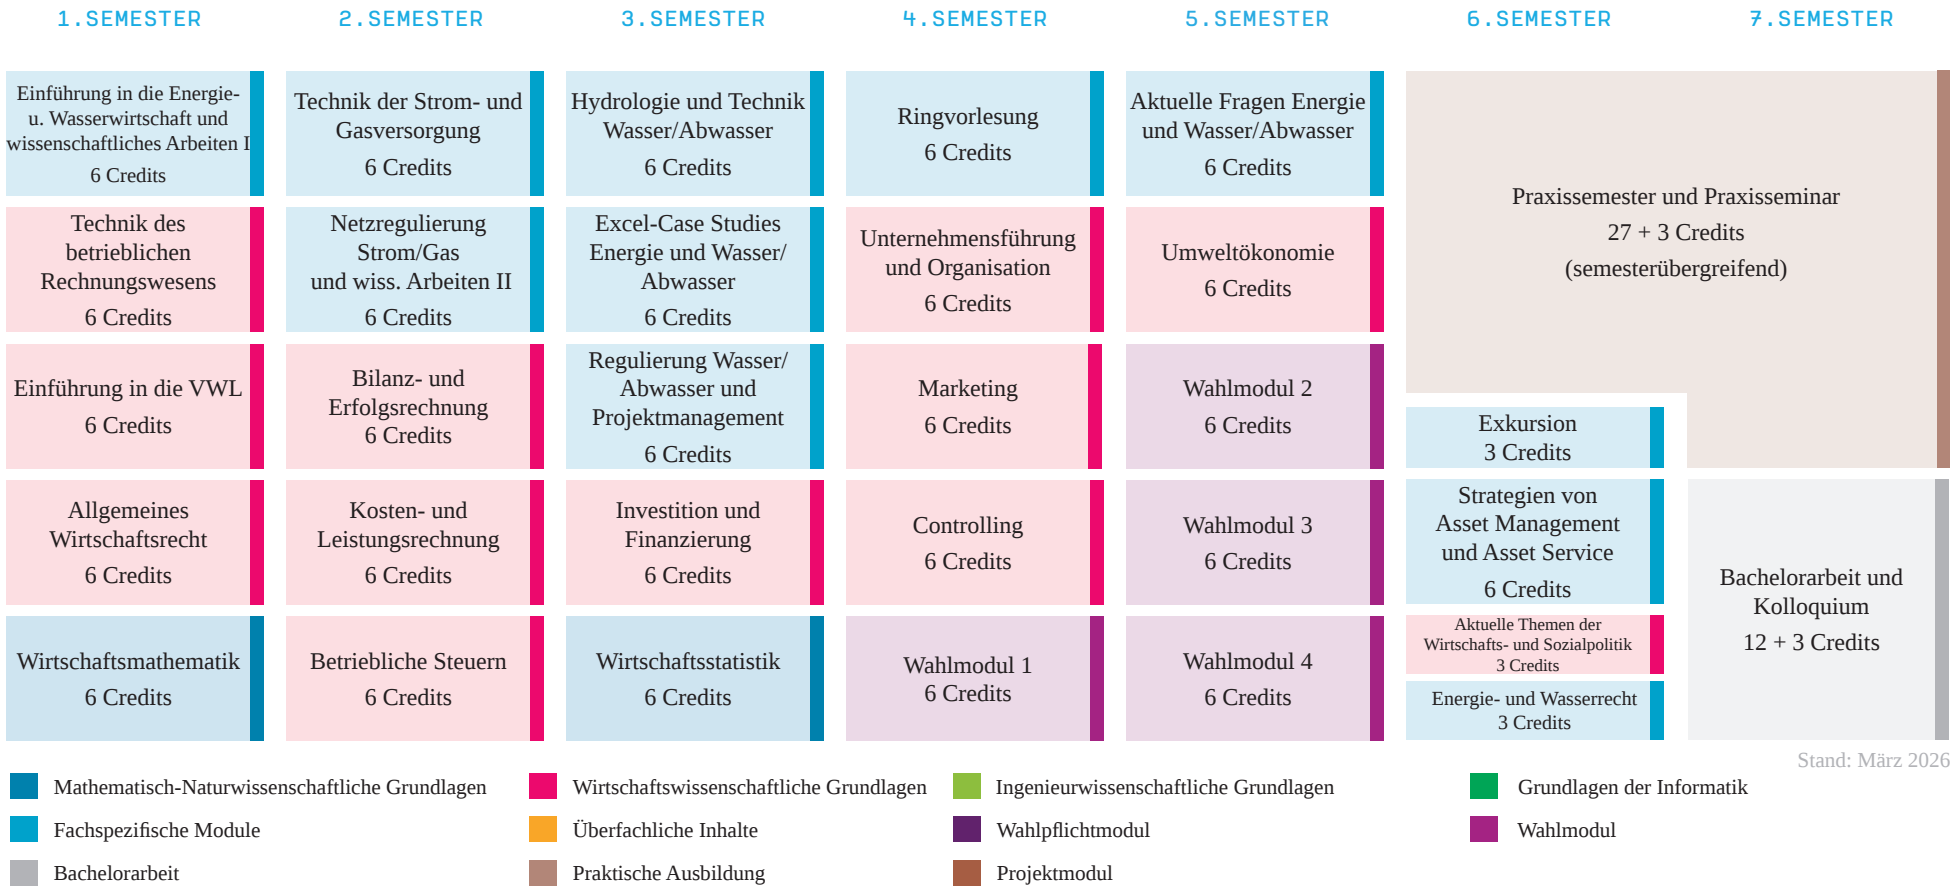 1.SEMESTER
2.SEMESTER
3.SEMESTER
4.SEMESTER
5.SEMESTER
6.SEMESTER
7.SEMESTER
Einführung in die Energie-
u. Wasserwirtschaft und
wissenschaftliches Arbeiten I
6 Credits
Technik des
betrieblichen
Rechnungswesens
6 Credits
Einführung in die VWL
6 Credits
Allgemeines
Wirtschaftsrecht
6 Credits
Wirtschaftsmathematik
6 Credits
Technik der Strom- und
Gasversorgung
6 Credits
Netzregulierung
Strom/Gas
und wiss. Arbeiten II
6 Credits
Bilanz- und
Erfolgsrechnung
6 Credits
Kosten- und
Leistungsrechnung
6 Credits
Betriebliche Steuern
6 Credits
Hydrologie und Technik
Wasser/Abwasser
6 Credits
Excel-Case Studies
Energie und Wasser/
Abwasser
6 Credits
Regulierung Wasser/
Abwasser und
Projektmanagement
6 Credits
Investition und
Finanzierung
6 Credits
Wirtschaftsstatistik
6 Credits
Ringvorlesung
6 Credits
Unternehmensführung
und Organisation
6 Credits
Marketing
6 Credits
Controlling
6 Credits
Wahlmodul 1
6 Credits
Aktuelle Fragen Energie
und Wasser/Abwasser
6 Credits
Umweltökonomie
6 Credits
Wahlmodul 2
6 Credits
Wahlmodul 3
6 Credits
Wahlmodul 4
6 Credits
Praxissemester und Praxisseminar
27 + 3 Credits
(semesterübergreifend)
Exkursion
3 Credits
Strategien von
Asset Management
und Asset Service
6 Credits
Aktuelle Themen der
Wirtschafts- und Sozialpolitik
3 Credits
Energie- und Wasserrecht
3 Credits
Bachelorarbeit und
Kolloquium
12 + 3 Credits
Stand: März 2026
Mathematisch-Naturwissenschaftliche Grundlagen
Wirtschaftswissenschaftliche Grundlagen
Ingenieurwissenschaftliche Grundlagen
Grundlagen der Informatik
Fachspezifische Module
Überfachliche Inhalte
Wahlpflichtmodul
Wahlmodul
Bachelorarbeit
Praktische Ausbildung
Projektmodul